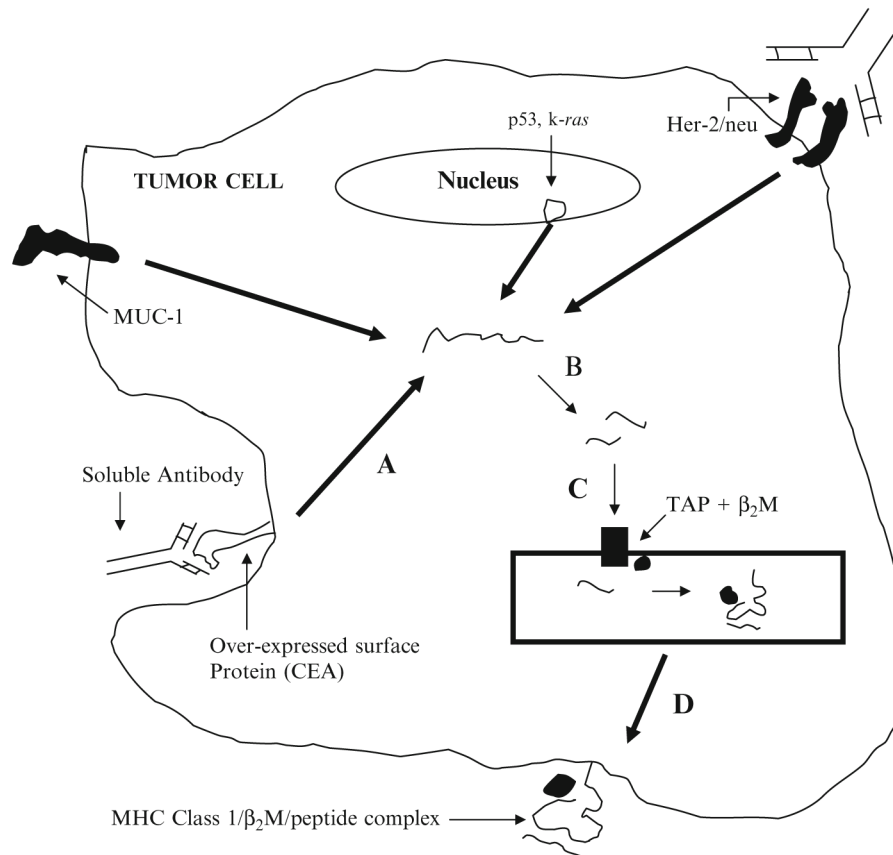 p53, k-ras
Her-2/neu
TUMOR CELL
Nucleus
MUC-1
B
A
Soluble Antibody
C
TAP + β₂M
Over-expressed surface
Protein (CEA)
D
MHC Class 1/β₂M/peptide complex